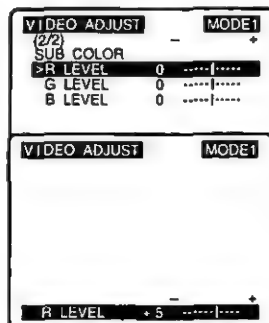 VIDEO ADJUST MODE1
(2/2) - +
SUB COLOR
>R LEVEL 0 -----|----
G LEVEL 0 -----|----
B LEVEL 0 -----|----
VIDEO ADJUST MODE1
- +
R LEVEL +5 ------|----